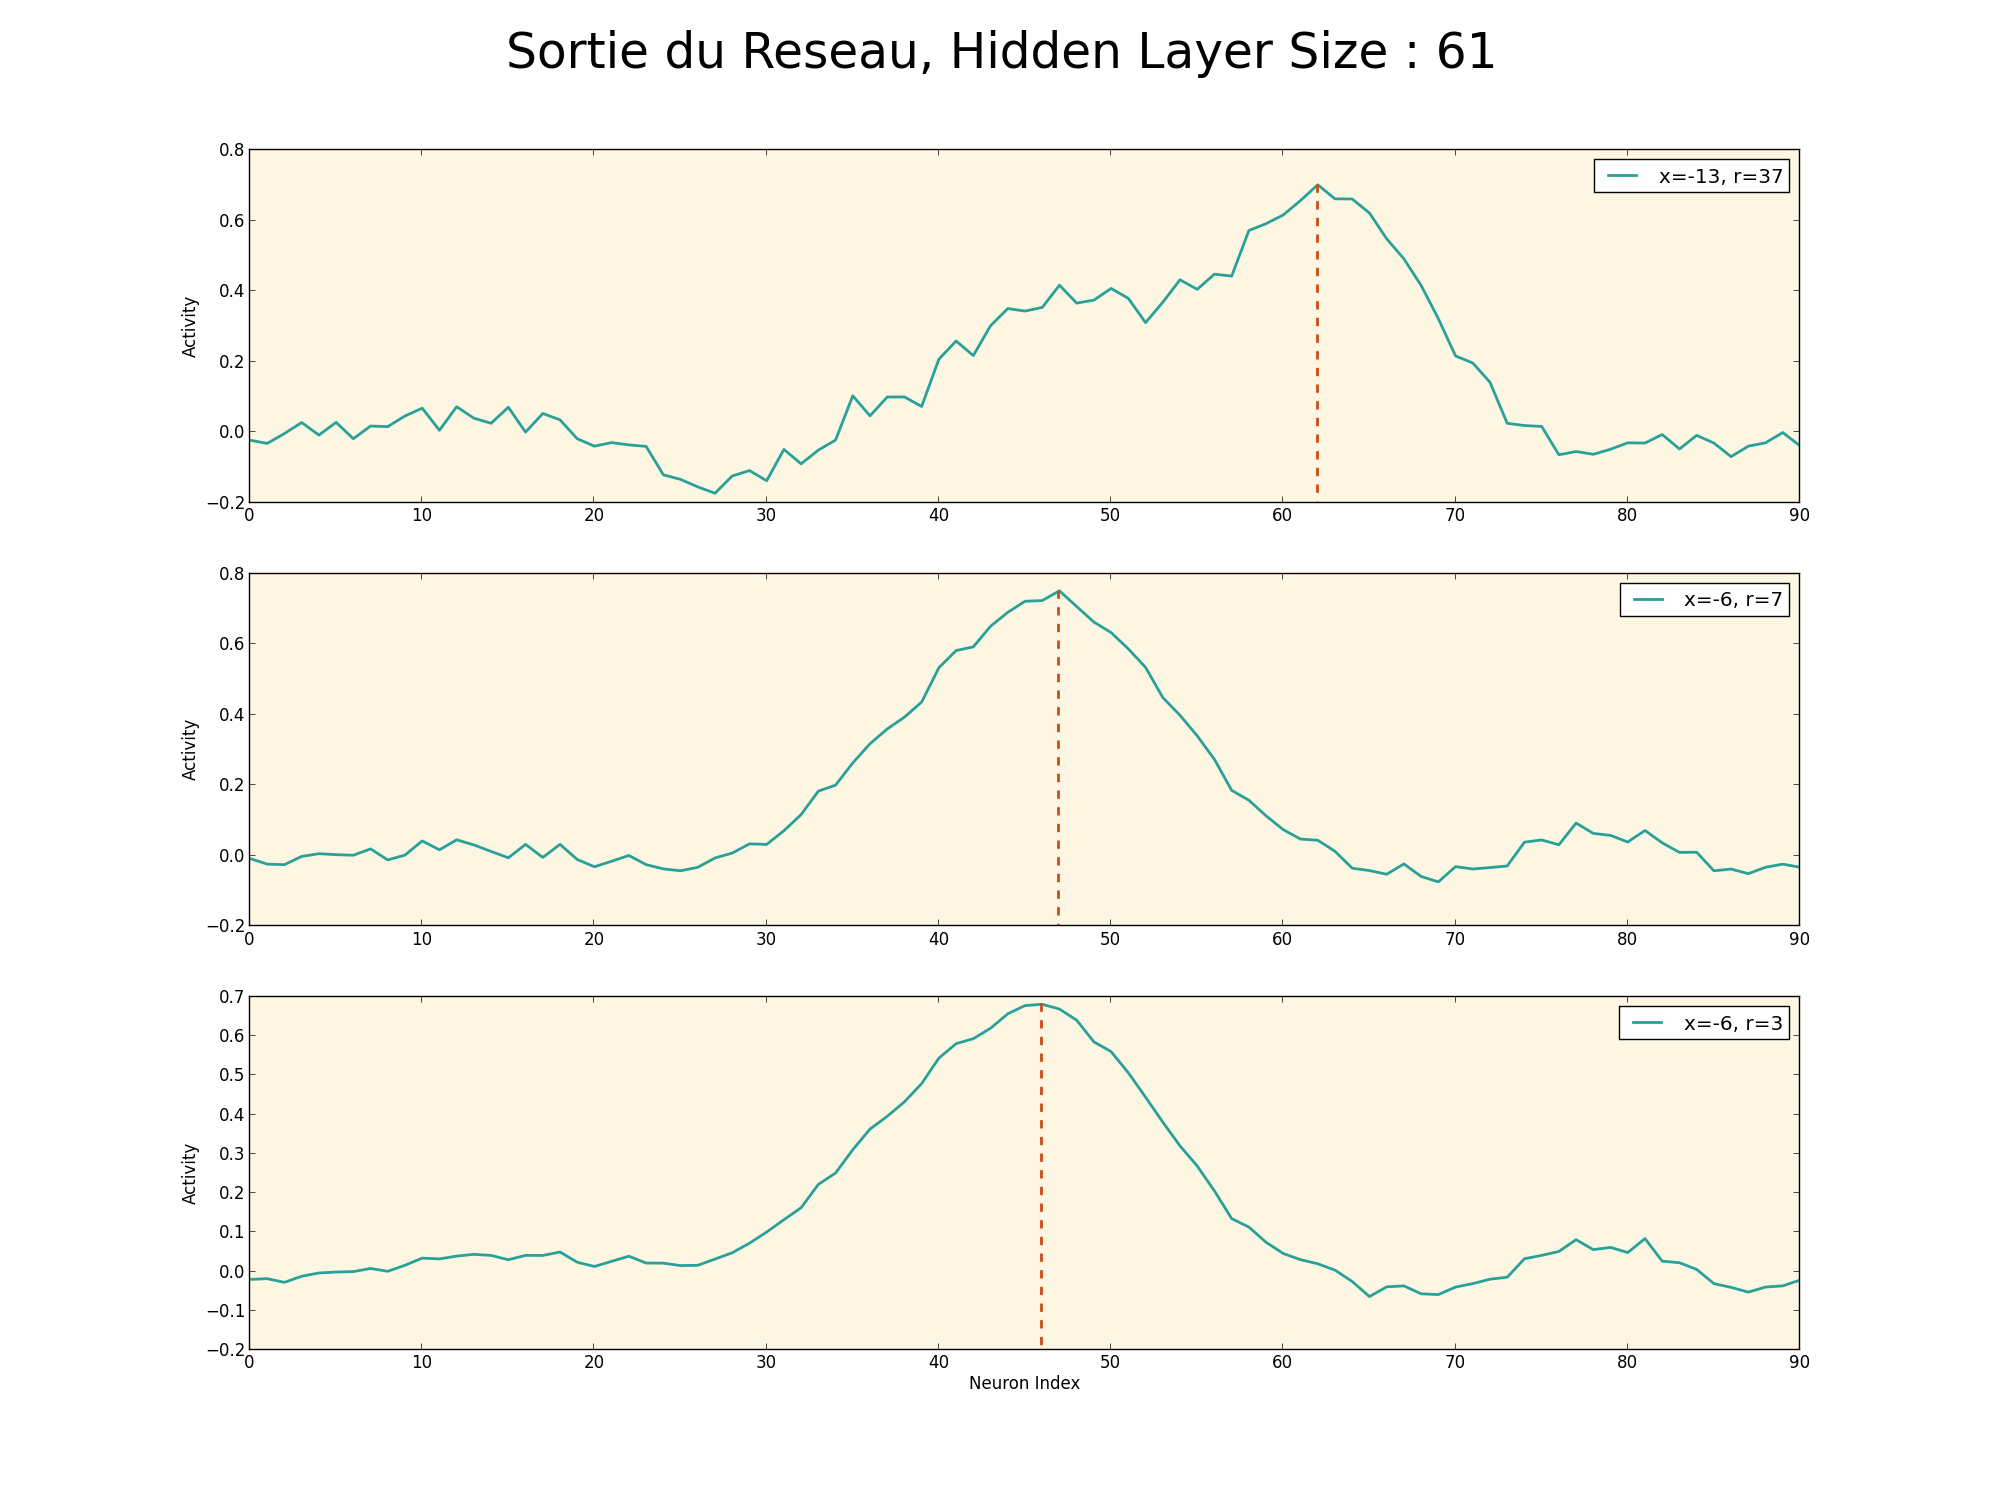 Sortie du Reseau, Hidden Layer Size : 61
0.8
0.6
0.4
0.2
0.0
−0.2
Activity
x=-13, r=37
0 10 20 30 40 50 60 70 80 90
0.8
0.6
0.4
0.2
0.0
−0.2
Activity
x=-6, r=7
0 10 20 30 40 50 60 70 80 90
0.7
0.6
0.5
0.4
0.3
0.2
0.1
0.0
−0.1
−0.2
Activity
x=-6, r=3
0 10 20 30 40 50 60 70 80 90
Neuron Index